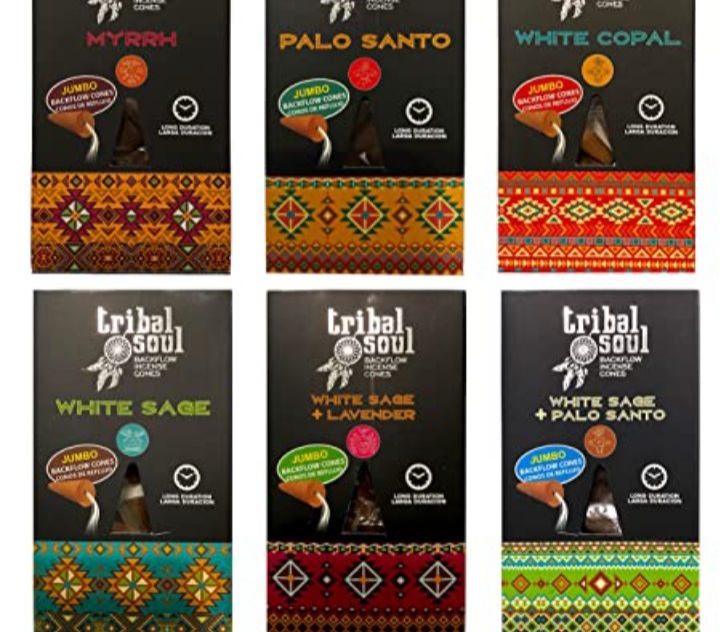 CONES
MYRRH
JUMBO
BACKFLOW CONES
CONOS DE REFLUJO
LONG DURATION
LARGA DURACION
CONES
PALO SANTO
JUMBO
BACKFLOW CONES
CONOS DE REFLUJO
LONG DURATION
LARGA DURACION
CONES
WHITE COPAL
JUMBO
BACKFLOW CONES
CONOS DE REFLUJO
LONG DURATION
LARGA DURACION
tribal
soul
BACKFLOW
INCENSE
CONES
WHITE SAGE
JUMBO
BACKFLOW CONES
CONOS DE REFLUJO
LONG DURATION
LARGA DURACION
tribal
soul
BACKFLOW
INCENSE
CONES
WHITE SAGE
+ LAVENDER
JUMBO
BACKFLOW CONES
CONOS DE REFLUJO
LONG DURATION
LARGA DURACION
tribal
soul
BACKFLOW
INCENSE
CONES
WHITE SAGE
+ PALO SANTO
JUMBO
BACKFLOW CONES
CONOS DE REFLUJO
LONG DURATION
LARGA DURACION